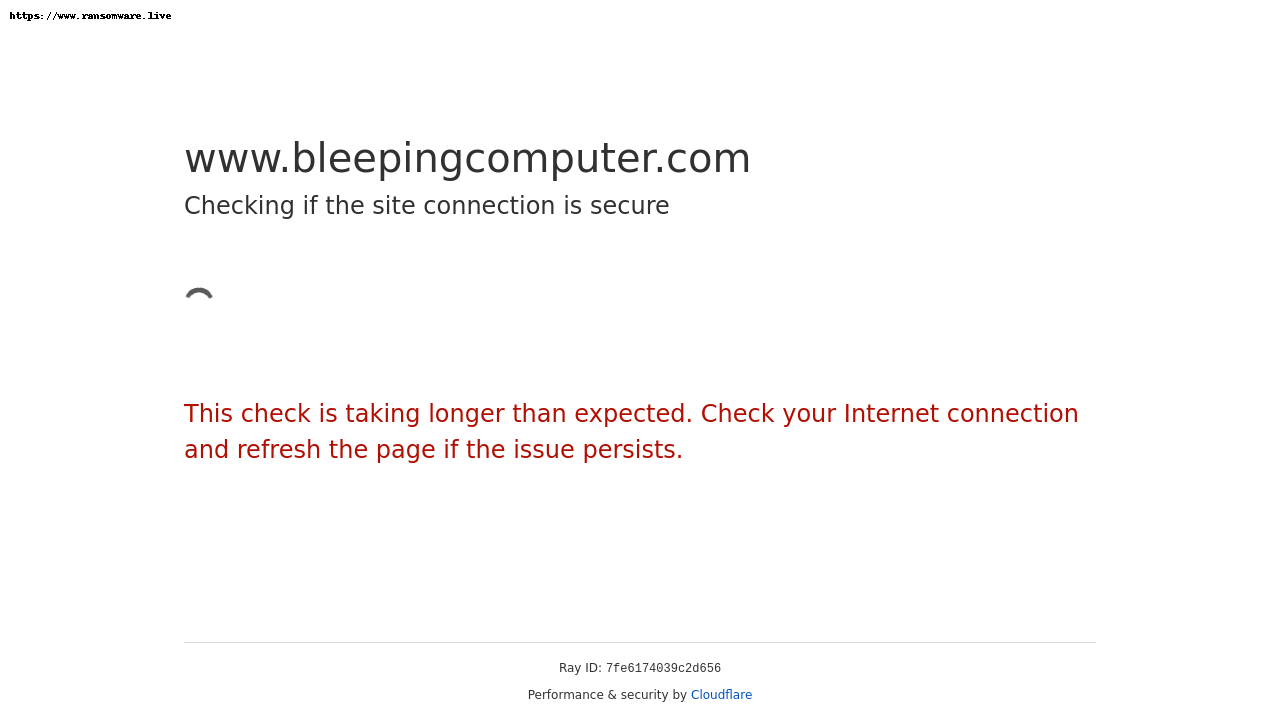 https://www.ransomware.live
www.bleepingcomputer.com
Checking if the site connection is secure
This check is taking longer than expected. Check your Internet connection
and refresh the page if the issue persists.
Ray ID: 7fe6174039c2d656
Performance & security by Cloudflare